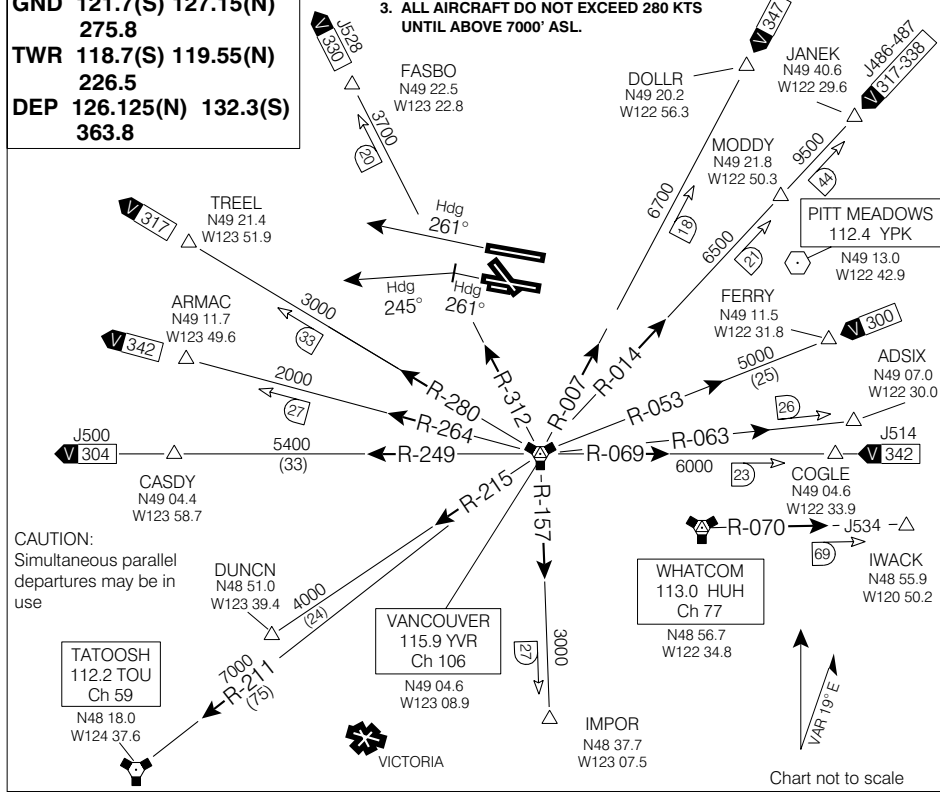 GND 121.7(S) 127.15(N)
275.8
TWR 118.7(S) 119.55(N)
226.5
DEP 126.125(N) 132.3(S)
363.8
3. ALL AIRCRAFT DO NOT EXCEED 280 KTS
UNTIL ABOVE 7000' ASL.
J528
V 330
FASBO
N49 22.5
W123 22.8
3700
20
V 347
DOLLR
N49 20.2
W122 56.3
6700
18
JANEK
N49 40.6
W122 29.6
J486-487
V 317-338
9500
44
MODDY
N49 21.8
W122 50.3
6500
21
PITT MEADOWS
112.4 YPK
N49 13.0
W122 42.9
V 317
TREEL
N49 21.4
W123 51.9
3000
33
Hdg
261°
Hdg
245°
Hdg
261°
ARMAC
N49 11.7
W123 49.6
V 342
2000
27
FERRY
N49 11.5
W122 31.8
V 300
5000
(25)
ADSIX
N49 07.0
W122 30.0
26
R-280
R-312
R-007
R-014
R-264
R-053
R-063
J500
V 304
5400
(33)
R-249
R-069
6000
23
J514
V 342
CASDY
N49 04.4
W123 58.7
COGLE
N49 04.6
W122 33.9
R-215
R-157
CAUTION:
Simultaneous parallel
departures may be in
use
R-070
J534
69
IWACK
N48 55.9
W120 50.2
DUNCN
N48 51.0
W123 39.4
4000
(24)
WHATCOM
113.0 HUH
Ch 77
N48 56.7
W122 34.8
VANCOUVER
115.9 YVR
Ch 106
N49 04.6
W123 08.9
3000
27
TATOOSH
112.2 TOU
Ch 59
N48 18.0
W124 37.6
7000
R-211
(75)
IMPOR
N48 37.7
W123 07.5
VICTORIA
VAR 19° E
Chart not to scale